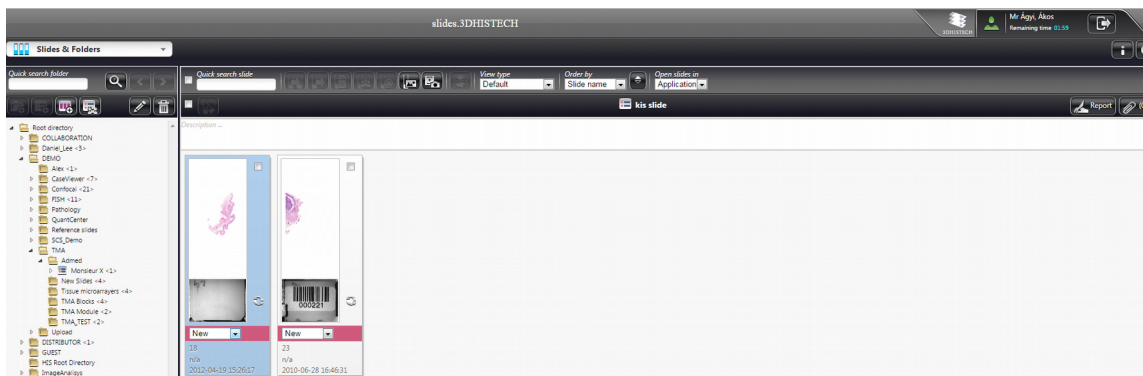 slides.3DHISTECH
3DHISTECH
Mr Ágyi, Ákos
Remaining time 01:59
Slides & Folders
Quick search folder
Quick search slide
View type
Default
Order by
Slide name
Open slides in
Application
kis slide
Report
Description ...
Root directory
COLLABORATION
Daniel_Lee <3>
DEMO
Alex <1>
CaseViewer <7>
Confocal <21>
FISH <11>
Pathology
QuantCenter
Reference slides
SCS_Demo
TMA
Admed
Monsieur X <1>
New Slides <4>
Tissue microarrayers <4>
TMA Blocks <4>
TMA Module <2>
TMA_TEST <2>
Upload
DISTRIBUTOR <1>
GUEST
HIS Root Directory
ImageAnalisys
000221
New
18
n/a
2012-04-19 15:26:17
New
23
n/a
2010-06-28 16:46:31